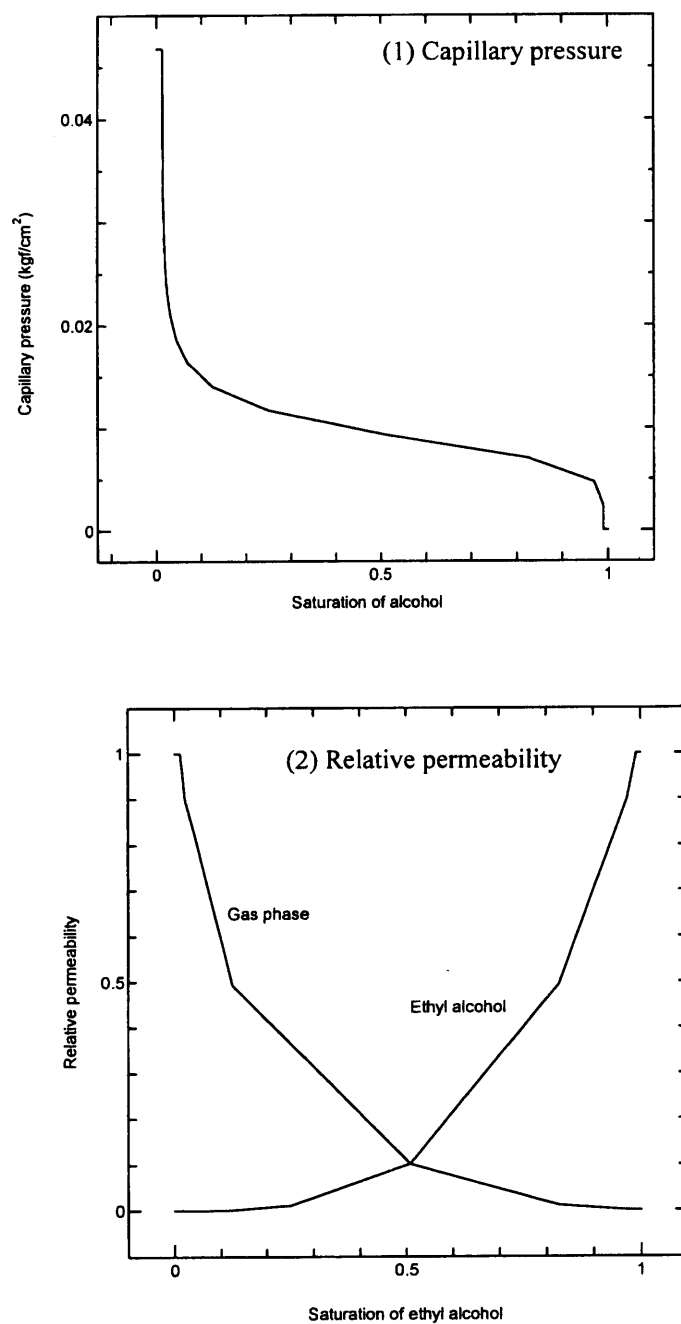 (1) Capillary pressure
0.04
0.02
0
Capillary pressure (kgf/cm²)
0
0.5
1
Saturation of alcohol
(2) Relative permeability
1
0.5
0
Relative permeability
Gas phase
Ethyl alcohol
0
0.5
1
Saturation of ethyl alcohol